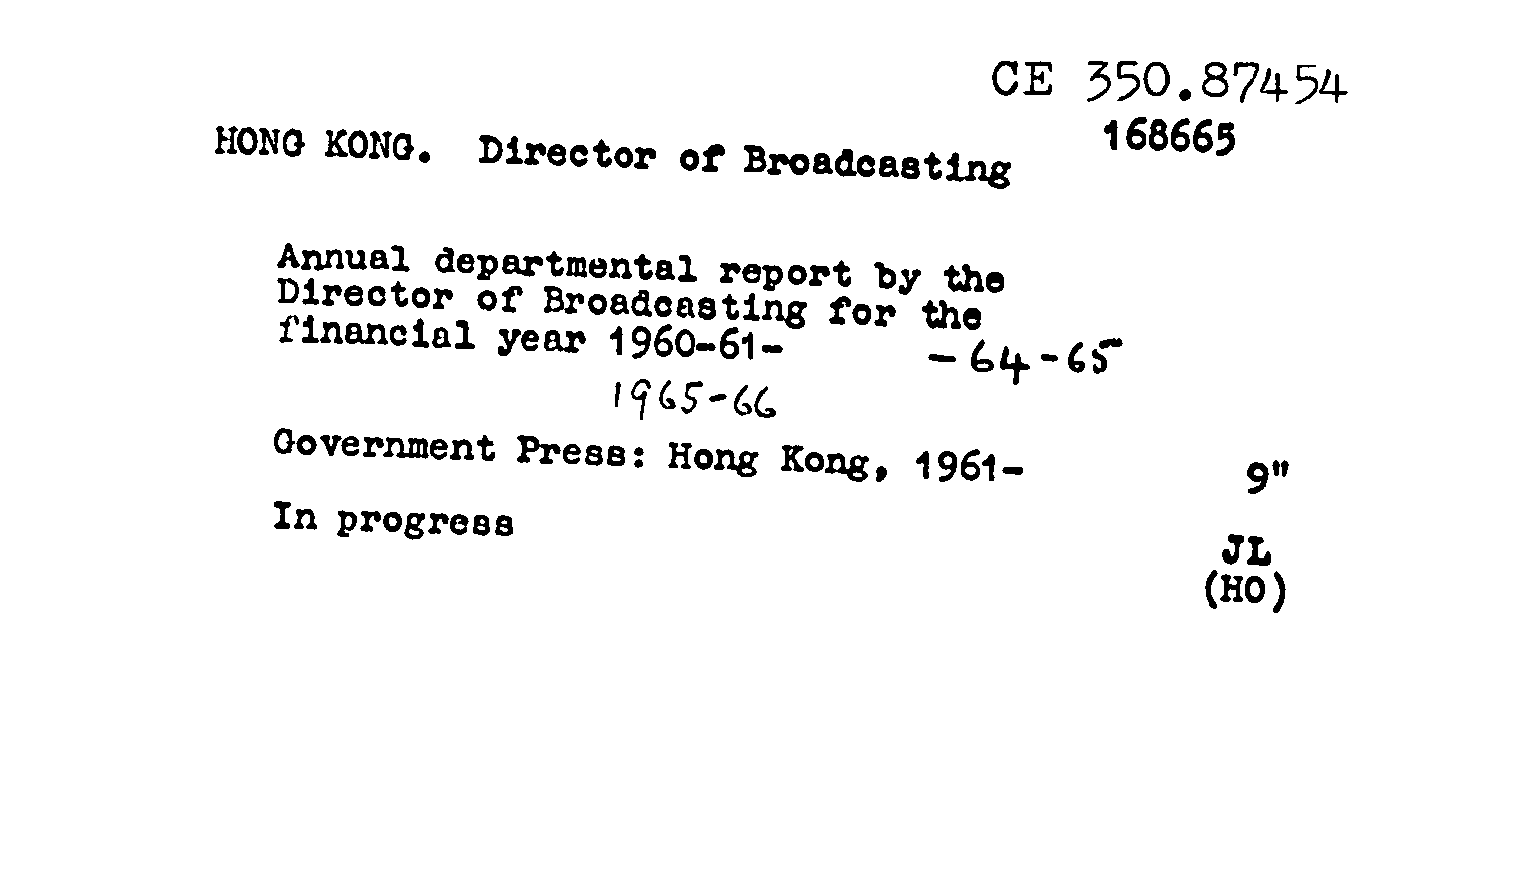 CE 350.87454
168665
HONG KONG. Director of Broadcasting
Annual departmental report by the
Director of Broadcasting for the
financial year 1960-61- -64-65
1965-66
Government Press: Hong Kong, 1961- 9"
In progress
JL
(HO)